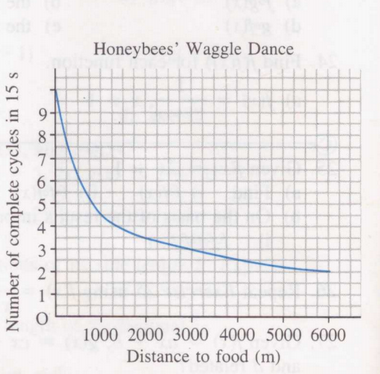 Honeybees' Waggle Dance
Number of complete cycles in 15 s
9
8
7
6
5
4
3
2
1
O
1000 2000 3000 4000 5000 6000
Distance to food (m)